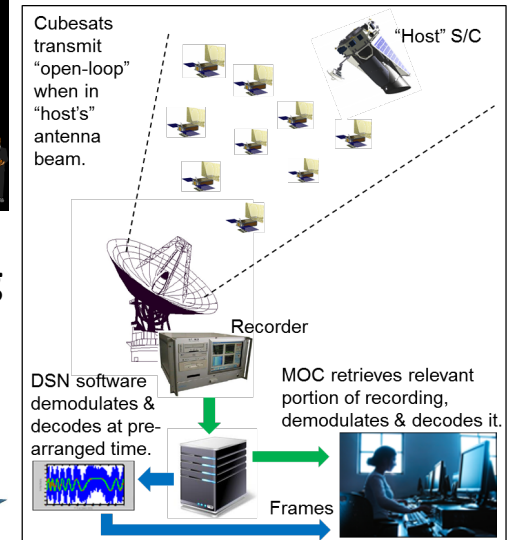 Cubesats
transmit
“open-loop”
when in
“host’s”
antenna
beam.
“Host” S/C
Recorder
DSN software
demodulates &
decodes at pre-
arranged time.
MOC retrieves relevant
portion of recording,
demodulates & decodes it.
Frames